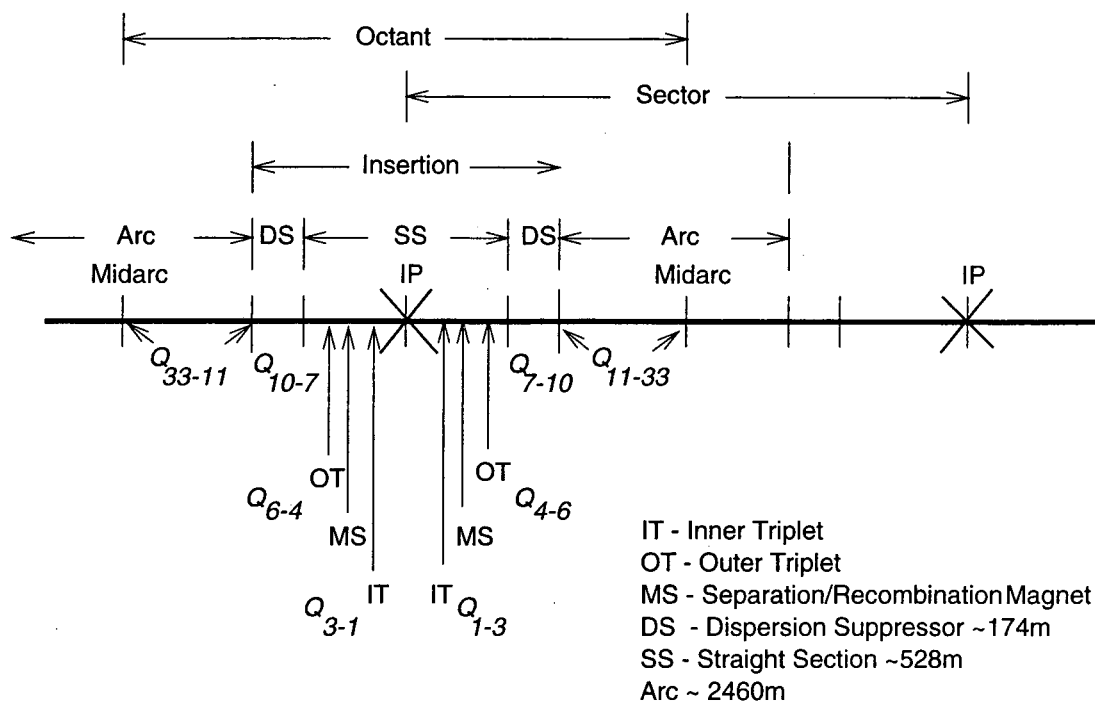 Octant
Sector
Insertion
Arc DS SS DS Arc
Midarc IP Midarc IP
Q33-11 Q10-7 Q7-10 Q11-33
OT OT
Q6-4 Q4-6
MS MS
IT IT
Q3-1 Q1-3
IT - Inner Triplet
OT - Outer Triplet
MS - Separation/Recombination Magnet
DS - Dispersion Suppressor ~174m
SS - Straight Section ~528m
Arc ~ 2460m